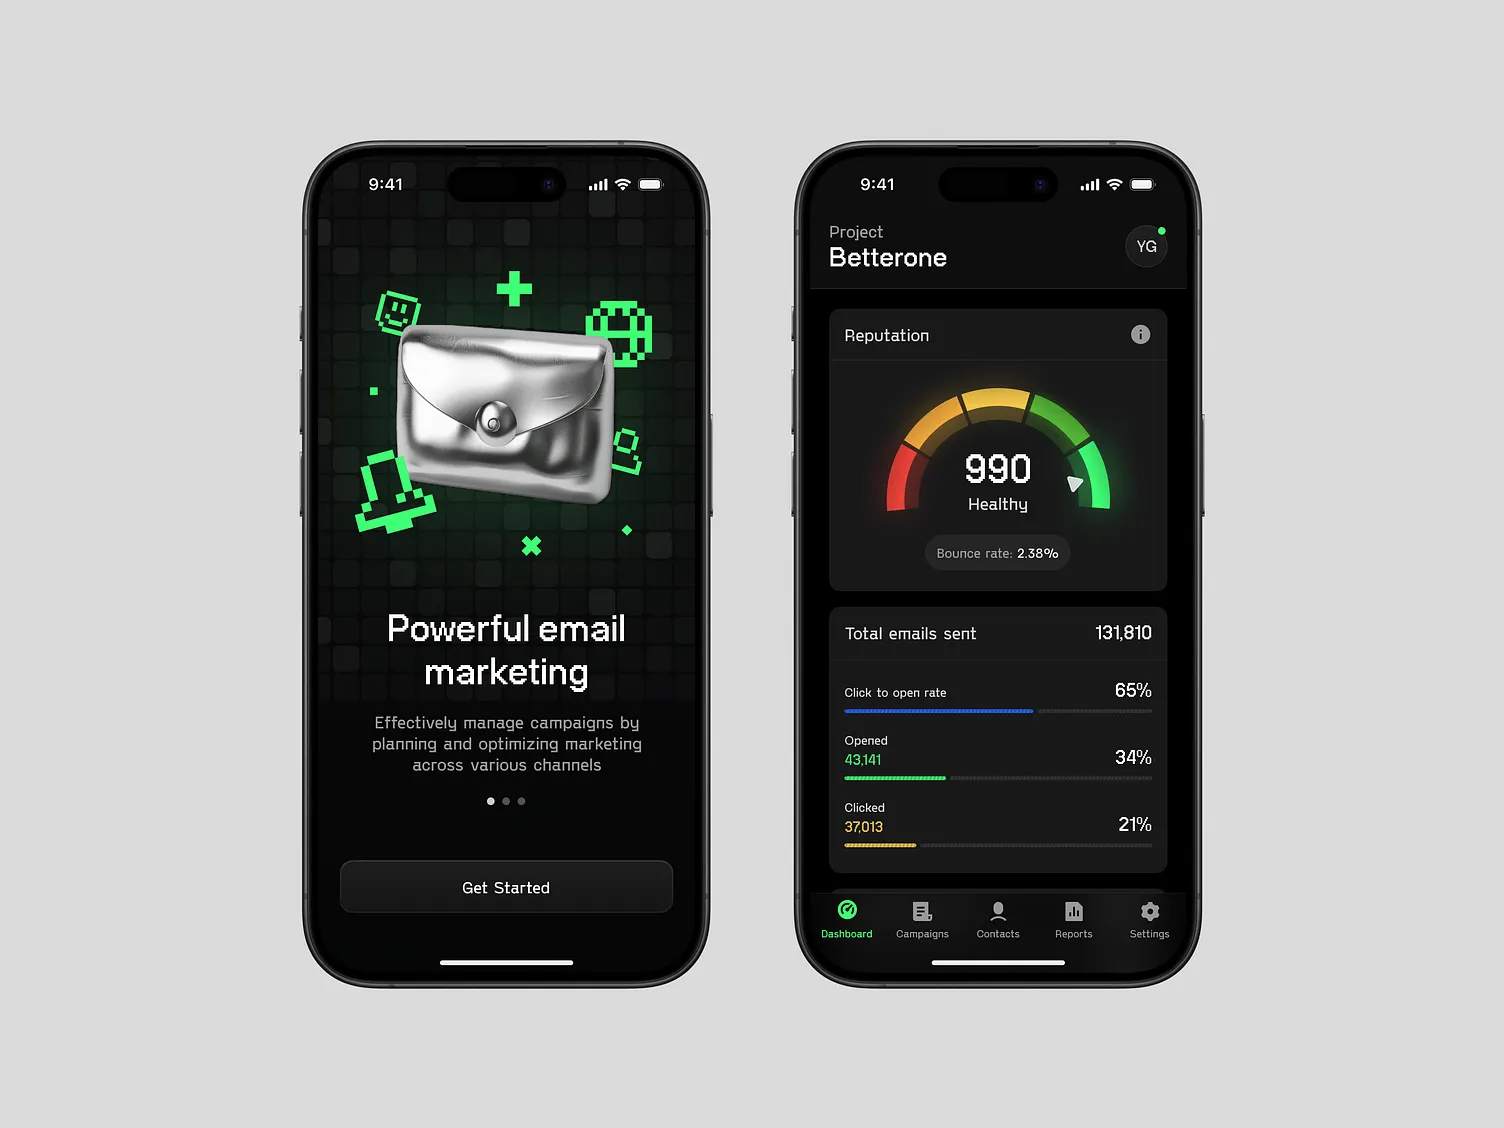 9:41
Powerful email
marketing
Effectively manage campaigns by
planning and optimizing marketing
across various channels
Get Started
9:41
Project
Betterone
YG
Reputation
990
Healthy
Bounce rate: 2.38%
Total emails sent 131,810
Click to open rate 65%
Opened
43,141 34%
Clicked
37,013 21%
Dashboard Campaigns Contacts Reports Settings